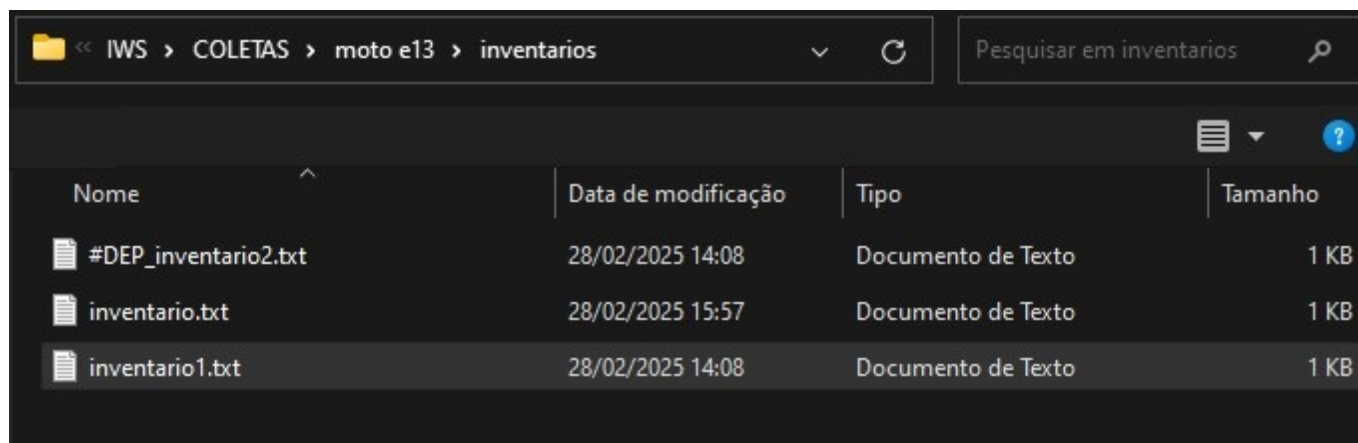 « IWS > COLETAS > moto e13 > inventarios Pesquisar em inventarios
?
Nome Data de modificação Tipo Tamanho
#DEP_inventario2.txt 28/02/2025 14:08 Documento de Texto 1 KB
inventario.txt 28/02/2025 15:57 Documento de Texto 1 KB
inventario1.txt 28/02/2025 14:08 Documento de Texto 1 KB